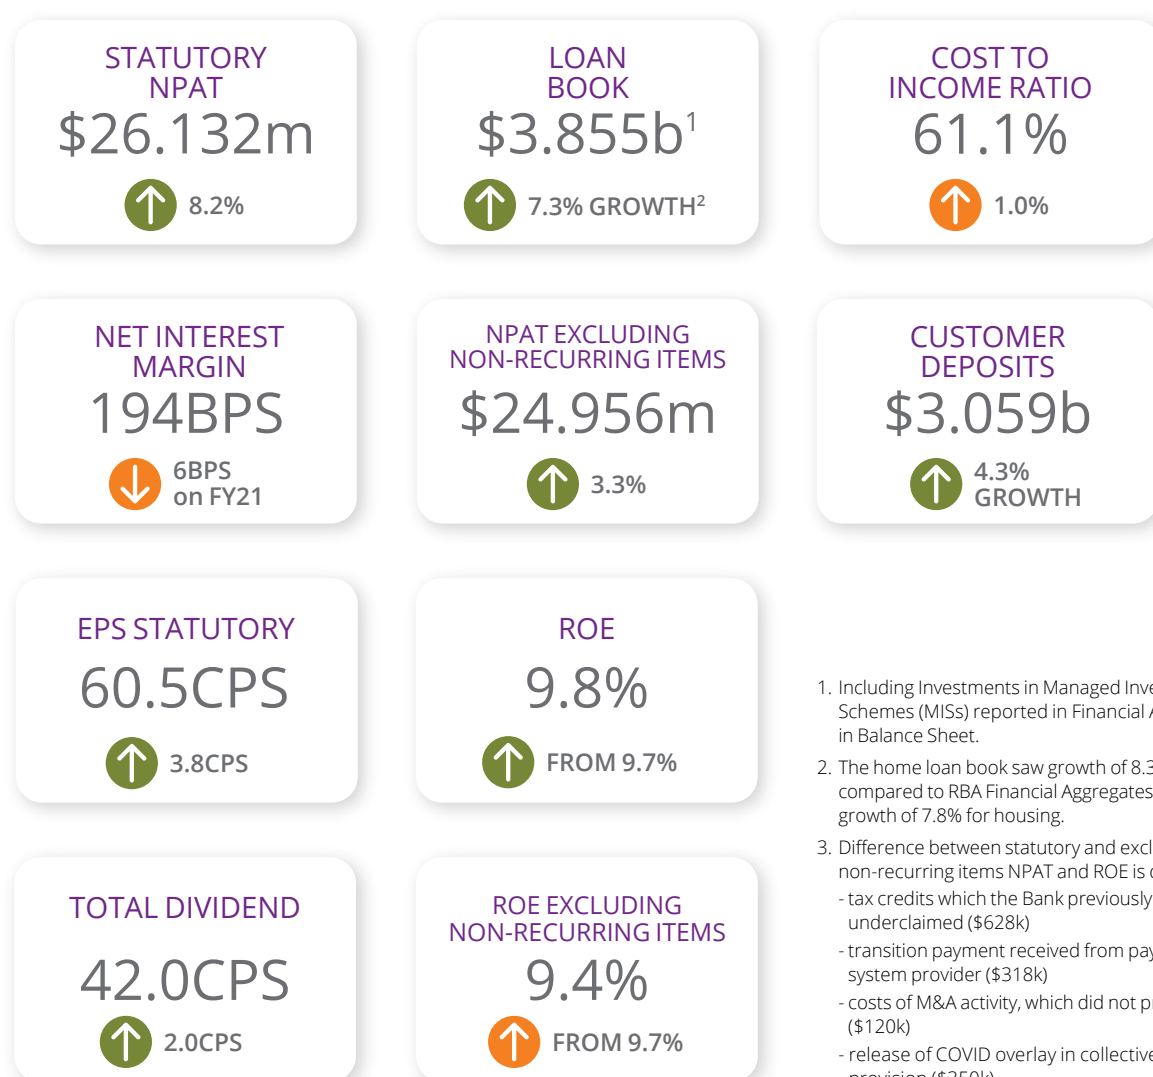 STATUTORY
NPAT
$26.132m
8.2%
LOAN
BOOK
$3.855b¹
7.3% GROWTH²
COST TO
INCOME RATIO
61.1%
1.0%
NET INTEREST
MARGIN
194BPS
6BPS
on FY21
NPAT EXCLUDING
NON-RECURRING ITEMS
$24.956m
3.3%
CUSTOMER
DEPOSITS
$3.059b
4.3%
GROWTH
EPS STATUTORY
60.5CPS
3.8CPS
ROE
9.8%
FROM 9.7%
TOTAL DIVIDEND
42.0CPS
2.0CPS
ROE EXCLUDING
NON-RECURRING ITEMS
9.4%
FROM 9.7%
1. Including Investments in Managed
Schemes (MISs) reported in Financial
in Balance Sheet.
2. The home loan book saw growth of 8.3
compared to RBA Financial Aggregates
growth of 7.8% for housing.
3. Difference between statutory and
non-recurring items NPAT and ROE is
- tax credits which the Bank previously
underclaimed ($628k)
- transition payment received from
system provider ($318k)
- costs of M&A activity, which did not
($120k)
- release of COVID overlay in collective